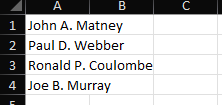 A B C
1 John A. Matney
2 Paul D. Webber
3 Ronald P. Coulombe
4 Joe B. Murray